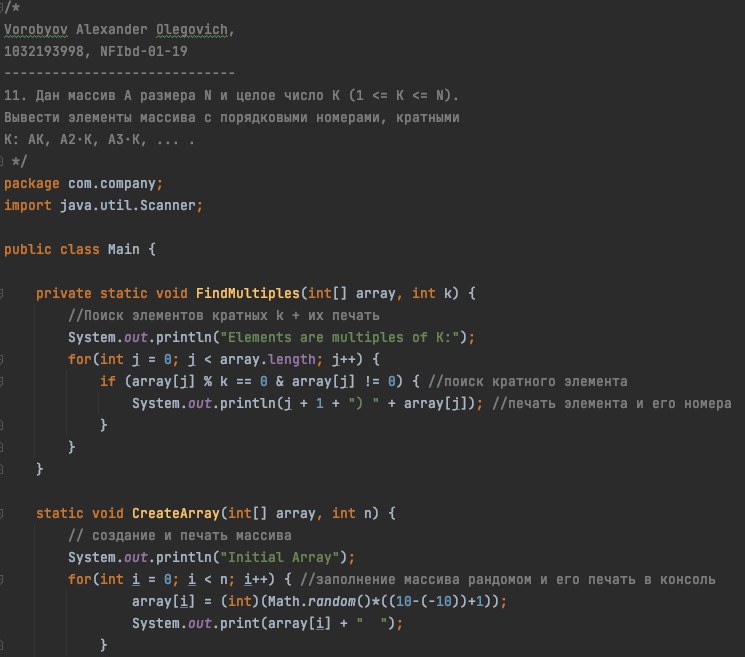 /*
Vorobyov Alexander Olegovich,
1032193998, NFIbd-01-19
-----------------------------
11. Дан массив A размера N и целое число K (1 <= K <= N).
Вывести элементы массива с порядковыми номерами, кратными
K: AK, A2·K, A3·K, ... .
 */
package com.company;
import java.util.Scanner;

public class Main {

    private static void FindMultiples(int[] array, int k) {
        //Поиск элементов кратных k + их печать
        System.out.println("Elements are multiples of K:");
        for(int j = 0; j < array.length; j++) {
            if (array[j] % k == 0 & array[j] != 0) { //поиск кратного элемента
                System.out.println(j + 1 + ") " + array[j]); //печать элемента и его номера
            }
        }
    }

    static void CreateArray(int[] array, int n) {
        // создание и печать массива
        System.out.println("Initial Array");
        for(int i = 0; i < n; i++) { //заполнение массива рандомом и его печать в консоль
                array[i] = (int)(Math.random()*((10-(-10))+1));
                System.out.print(array[i] + "  ");
            }